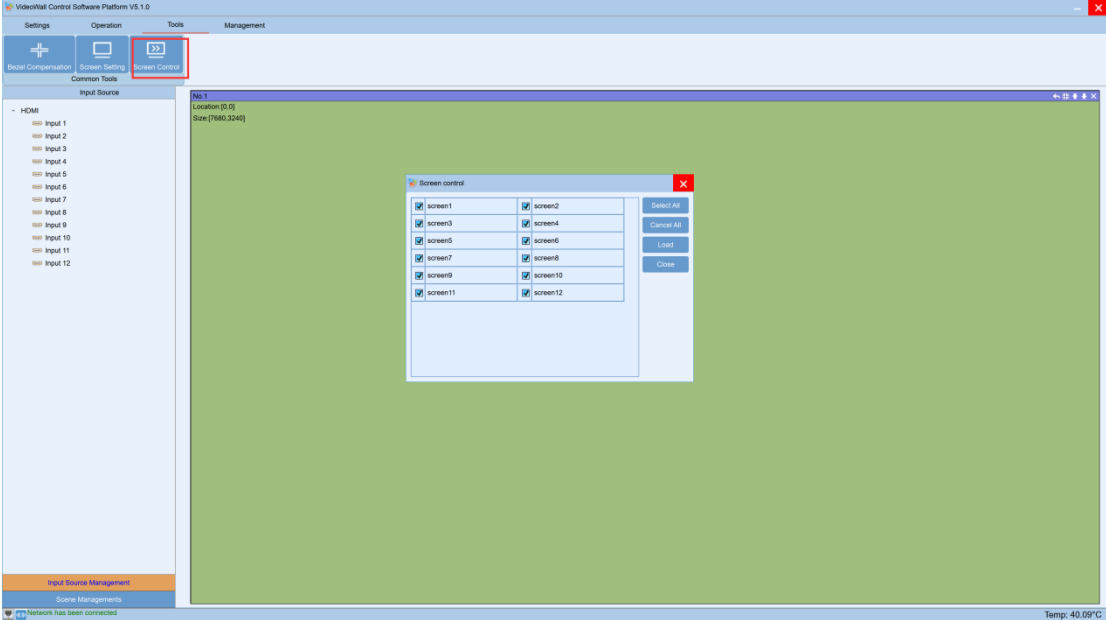 VideoWall Control Software Platform V5.1.0
Settings Operation Tools Management
Bezel Compensation Screen Setting Screen Control
Common Tools
Input Source
- HDMI
Input 1
Input 2
Input 3
Input 4
Input 5
Input 6
Input 7
Input 8
Input 9
Input 10
Input 11
Input 12
No.1
Location:[0,0]
Size:[7680,3240]
Screen control
screen1 screen2
screen3 screen4
screen5 screen6
screen7 screen8
screen9 screen10
screen11 screen12
Select All
Cancel All
Load
Close
Input Source Management
Scene Managements
Network has been connected
Temp: 40.09°C